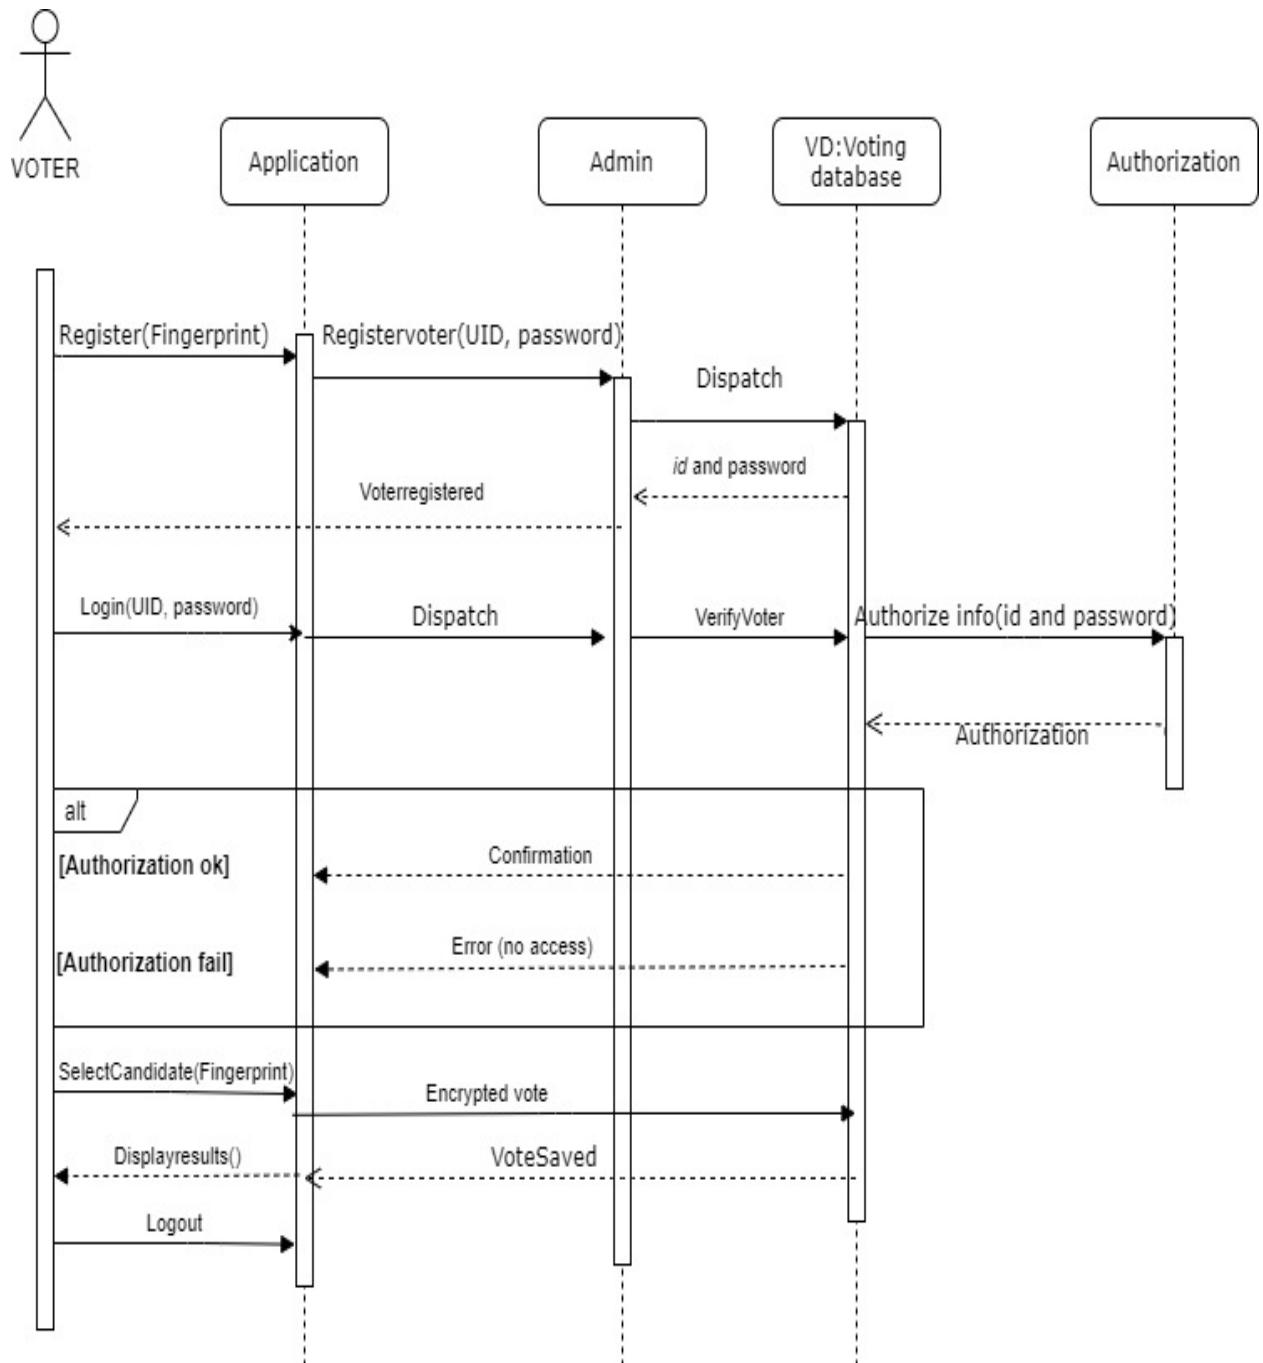 VOTER
Application
Admin
VD:Voting
database
Authorization
Register(Fingerprint)
Registervoter(UID, password)
Dispatch
id and password
Voterregistered
Login(UID, password)
Dispatch
VerifyVoter
Authorize info(id and password)
Authorization
alt
[Authorization ok]
Confirmation
[Authorization fail]
Error (no access)
SelectCandidate(Fingerprint)
Encrypted vote
Displayresults()
VoteSaved
Logout